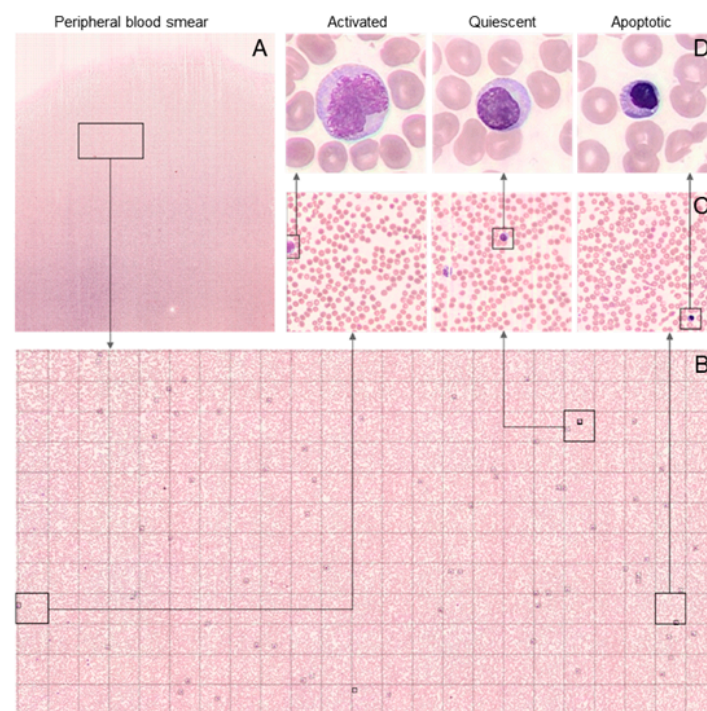 Peripheral blood smear
Activated
Quiescent
Apoptotic
A
D
C
B